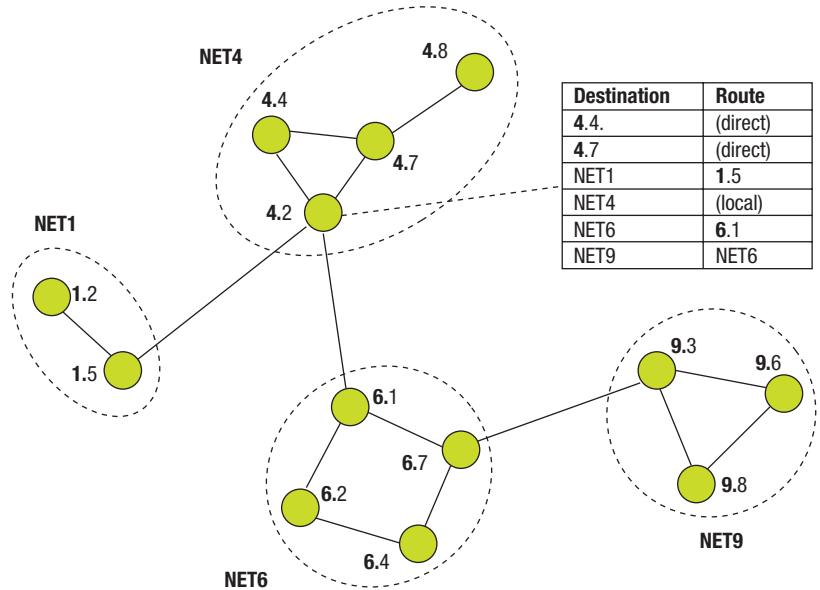 NET4
4.8
4.4
4.7
4.2
Destination Route
4.4. (direct)
4.7 (direct)
NET1 1.5
NET4 (local)
NET6 6.1
NET9 NET6
NET1
1.2
1.5
6.1
6.7
6.2
6.4
NET6
9.3
9.6
9.8
NET9